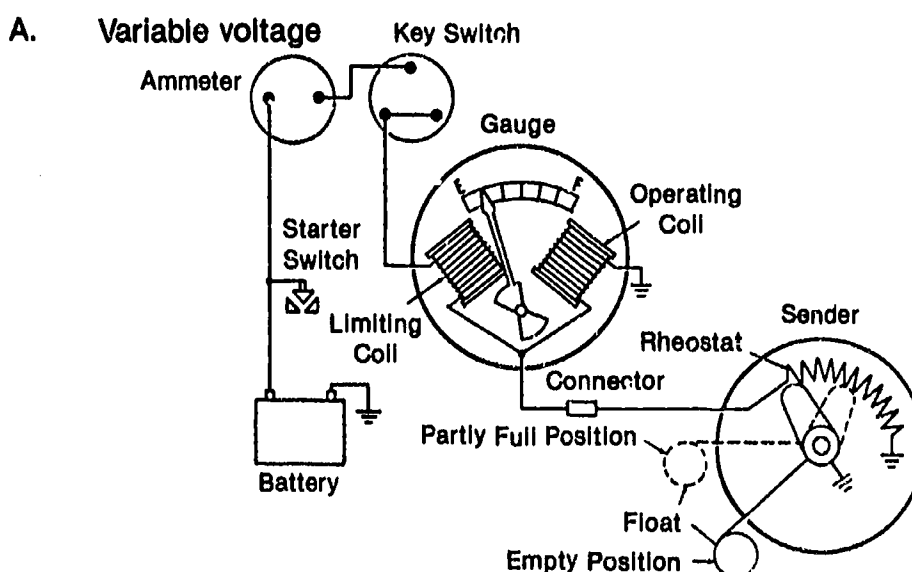 A. Variable voltage
Key Switch
Ammeter
Gauge
E
F
Operating
Coil
Starter
Switch
Limiting
Coil
Sender
Rheostat
Connector
Partly Full Position
Battery
Float
Empty Position